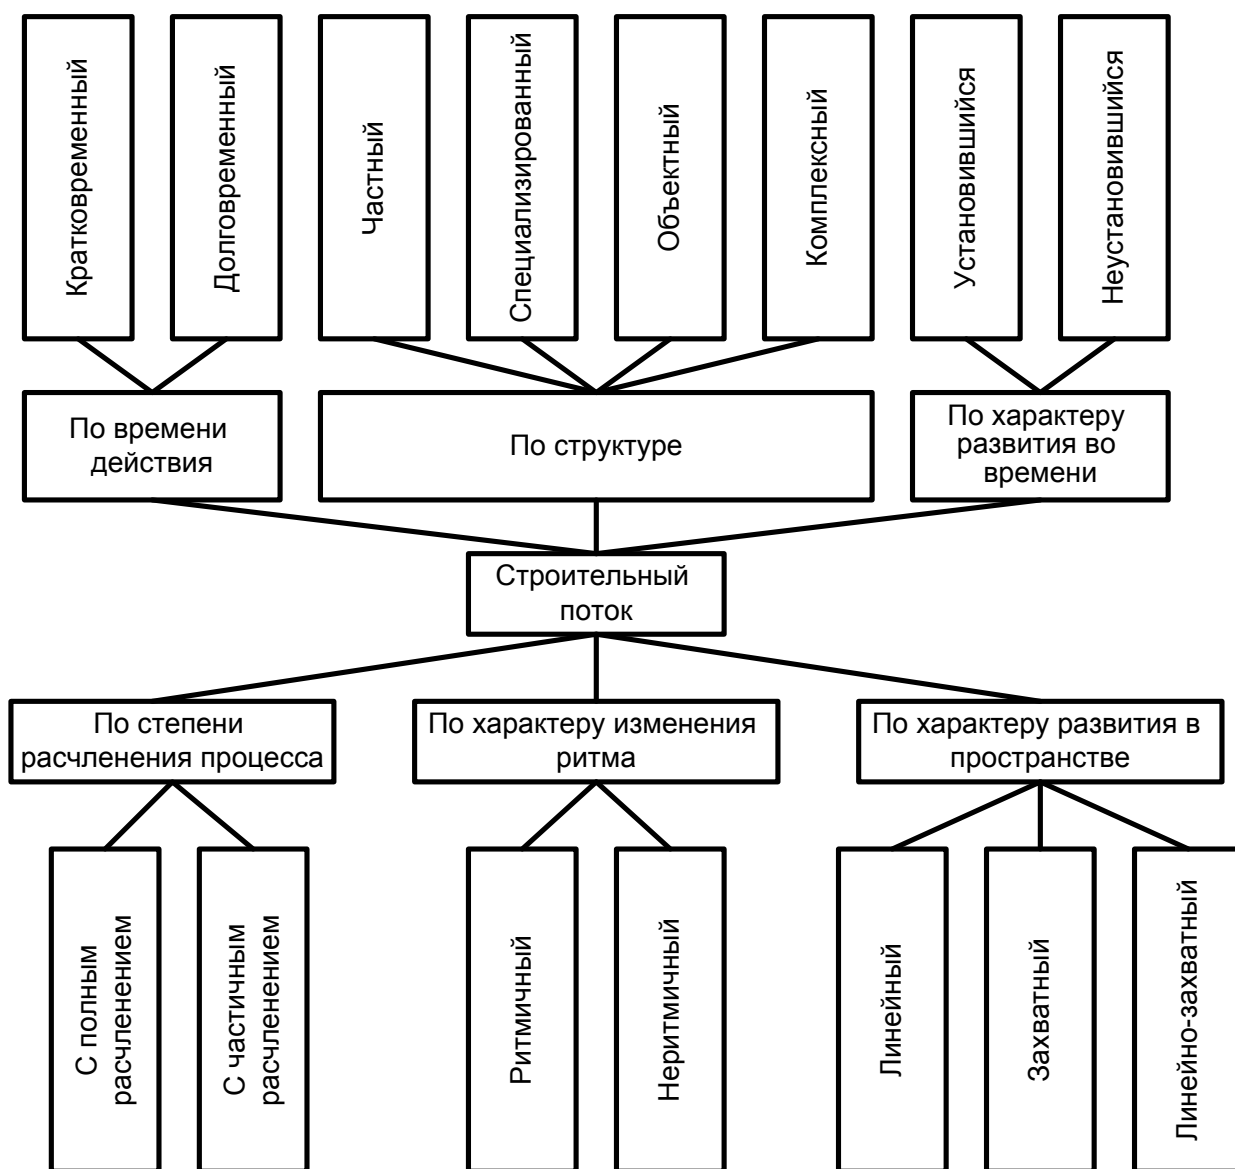 Кратковременный
Долговременный
Частный
Специализированный
Объектный
Комплексный
Установившийся
Неустановившийся
По времени
действия
По структуре
По характеру
развития во
времени
Строительный
поток
По степени
расчленения процесса
По характеру изменения
ритма
По характеру развития в
пространстве
С полным
расчленением
С частичным
расчленением
Ритмичный
Неритмичный
Линейный
Захватный
Линейно-захватный